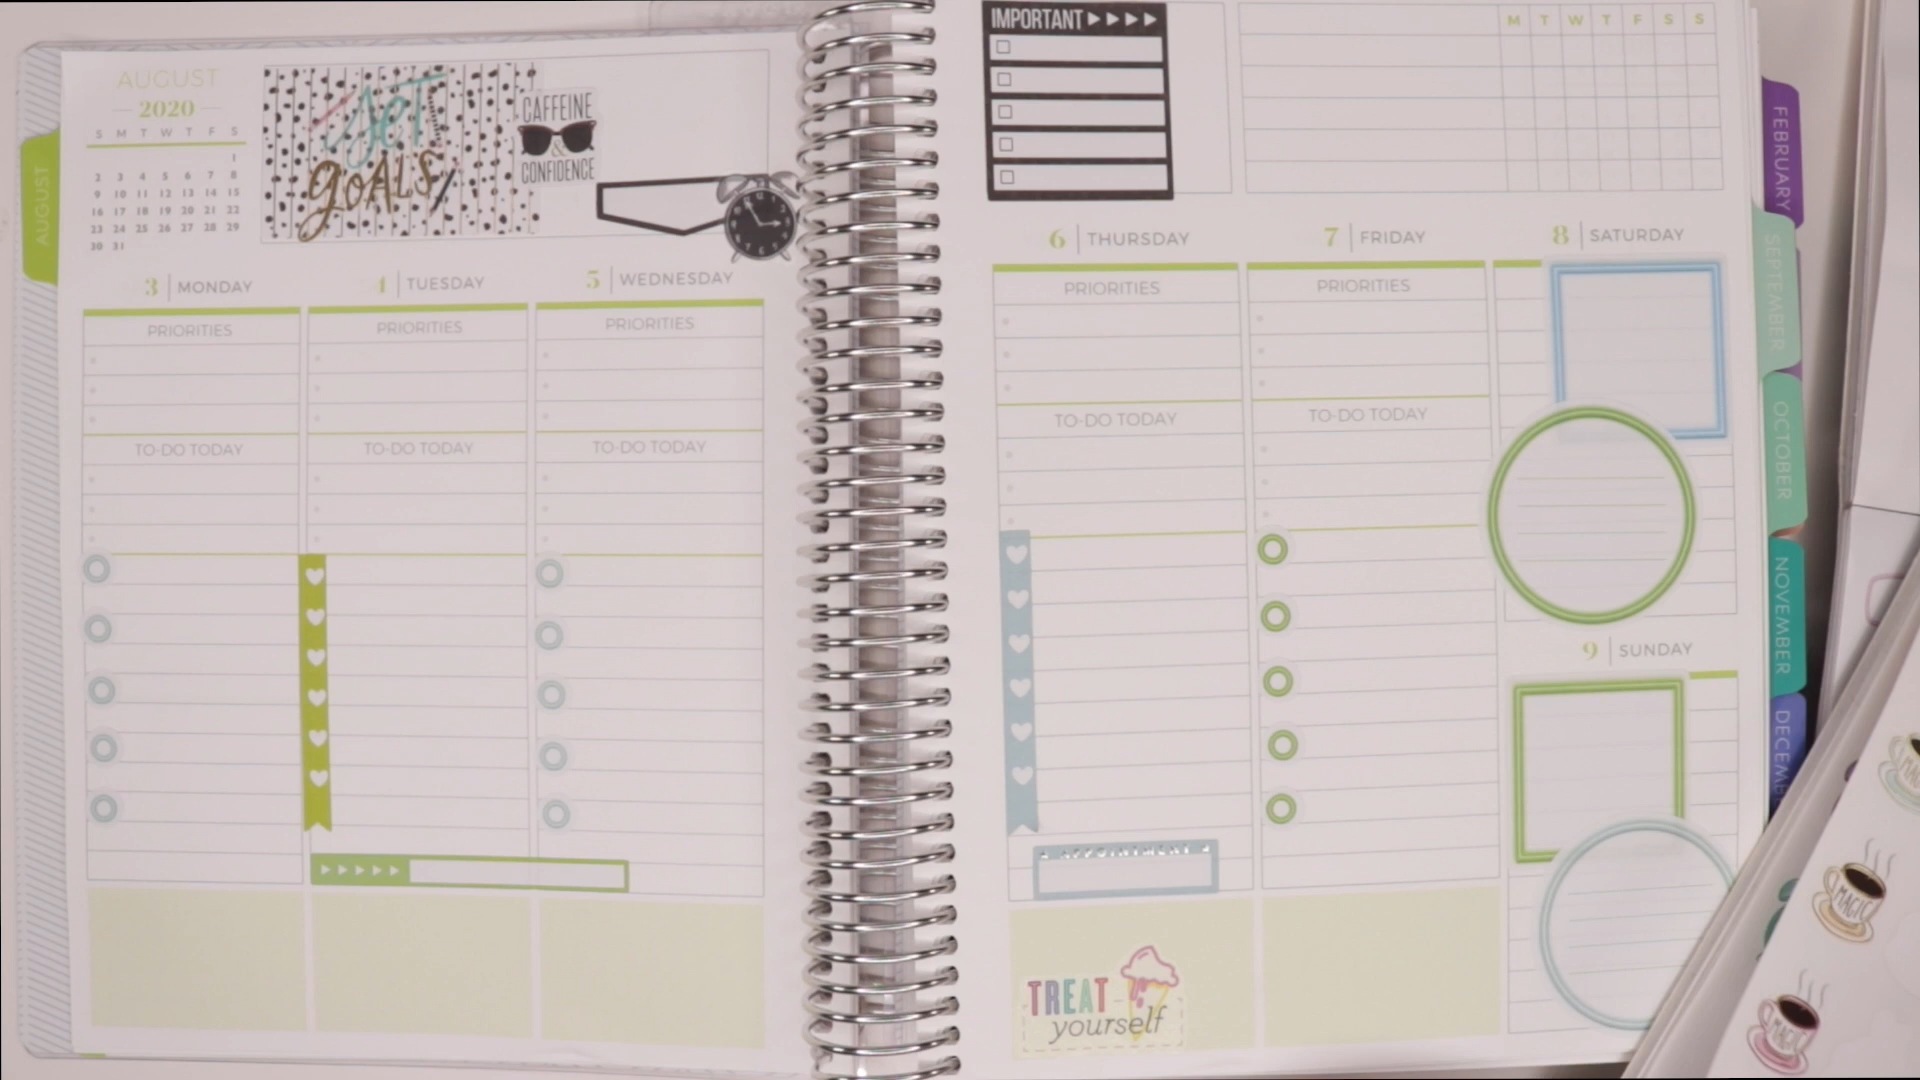 AUGUST
2020
S M T W T F S
1
2 3 4 5 6 7 8
9 10 11 12 13 14 15
16 17 18 19 20 21 22
23 24 25 26 27 28 29
30 31
AUGUST
SET
GOALS
CAFFEINE
&
CONFIDENCE
3 MONDAY
PRIORITIES
TO-DO TODAY
4 TUESDAY
PRIORITIES
TO-DO TODAY
5 WEDNESDAY
PRIORITIES
TO-DO TODAY
IMPORTANT
M T W T F S S
6 THURSDAY
PRIORITIES
TO-DO TODAY
APPOINTMENT
TREAT
yourself
7 FRIDAY
PRIORITIES
TO-DO TODAY
8 SATURDAY
9 SUNDAY
FEBRUARY
SEPTEMBER
OCTOBER
NOVEMBER
DECEMB
MAGIC
MAGIC